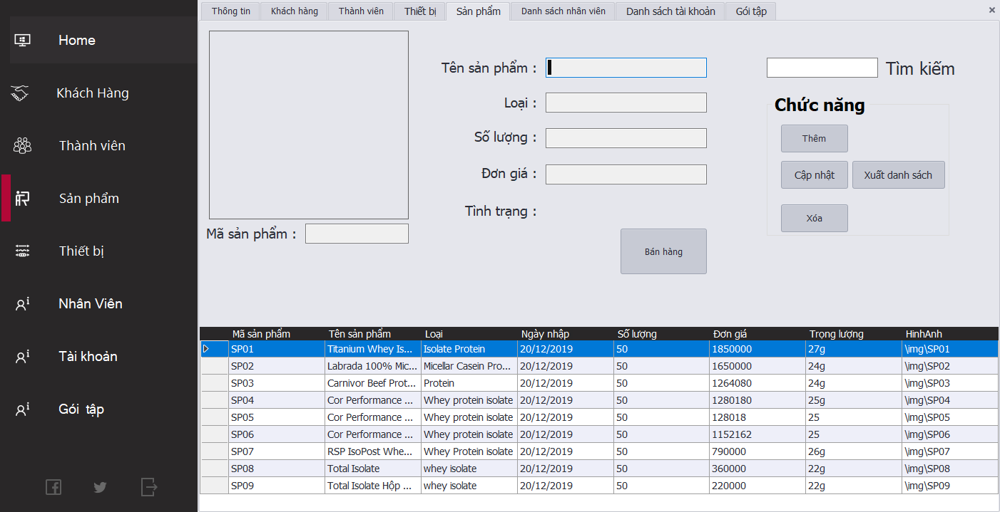 Home
Khách Hàng
Thành viên
Sản phẩm
Thiết bị
Nhân Viên
Tài khoản
Gói tập
Thông tin Khách hàng Thành viên Thiết bị Sản phẩm Danh sách nhân viên Danh sách tài khoản Gói tập
Tên sản phẩm :
Loại :
Số lượng :
Đơn giá :
Tình trạng :
Mã sản phẩm :
Bán hàng
Tìm kiếm
Chức năng
Thêm
Cập nhật Xuất danh sách
Xóa
Mã sản phẩm Tên sản phẩm Loại Ngày nhập Số lượng Đơn giá Trọng lượng HinhAnh
SP01 Titanium Whey Is... Isolate Protein 20/12/2019 50 1850000 27g \img\SP01
SP02 Labrada 100% Mic... Micellar Casein Pro... 20/12/2019 50 1650000 24g \img\SP02
SP03 Carnivor Beef Prot... Protein 20/12/2019 50 1264080 24g \img\SP03
SP04 Cor Performance ... Whey protein isolate 20/12/2019 50 1280180 25g \img\SP04
SP05 Cor Performance ... Whey protein isolate 20/12/2019 50 128018 25 \img\SP05
SP06 Cor Performance ... Whey protein isolate 20/12/2019 50 1152162 25 \img\SP06
SP07 RSP IsoPost Whe... Whey Protein isolate 20/12/2019 50 790000 26g \img\SP07
SP08 Total Isolate whey isolate 20/12/2019 50 360000 22g \img\SP08
SP09 Total Isolate Hộp ... whey isolate 20/12/2019 50 220000 22g \img\SP09